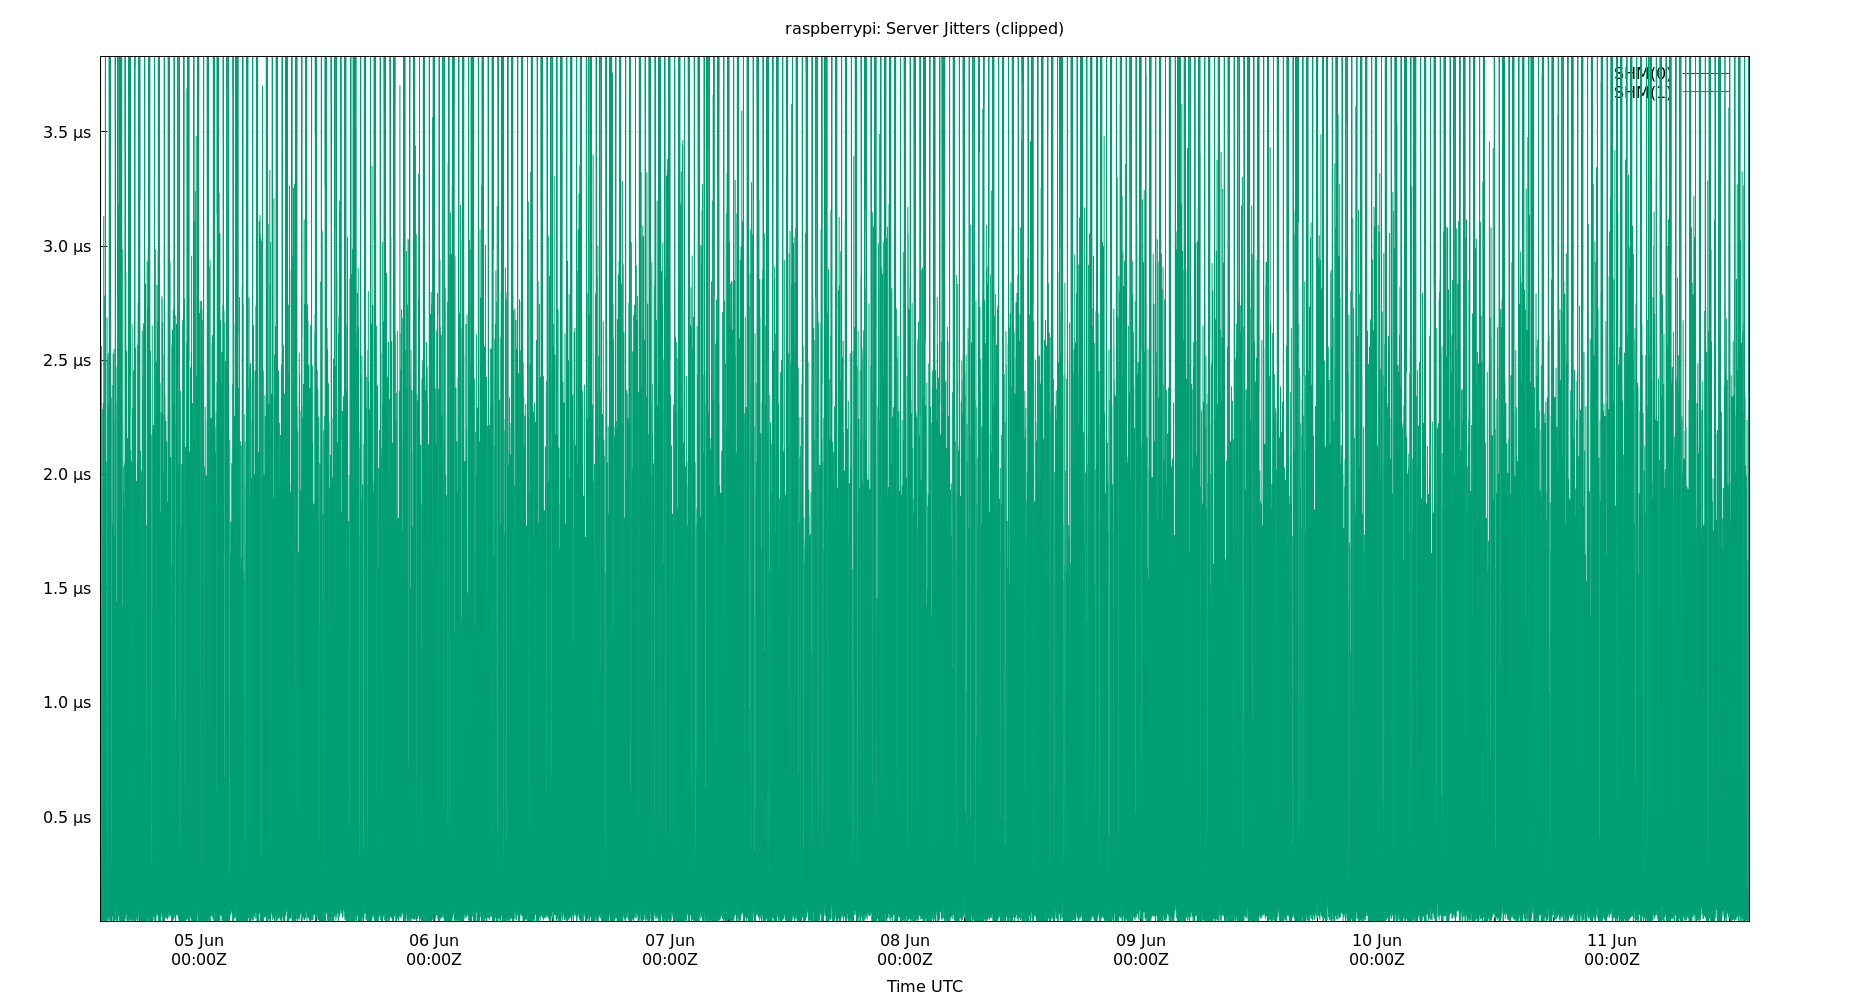 raspberrypi: Server Jitters (clipped)
SHM(0)
SHM(1)
3.5 µs
3.0 µs
2.5 µs
2.0 µs
1.5 µs
1.0 µs
0.5 µs
05 Jun 06 Jun 07 Jun 08 Jun 09 Jun 10 Jun 11 Jun
00:00Z 00:00Z 00:00Z 00:00Z 00:00Z 00:00Z 00:00Z
Time UTC